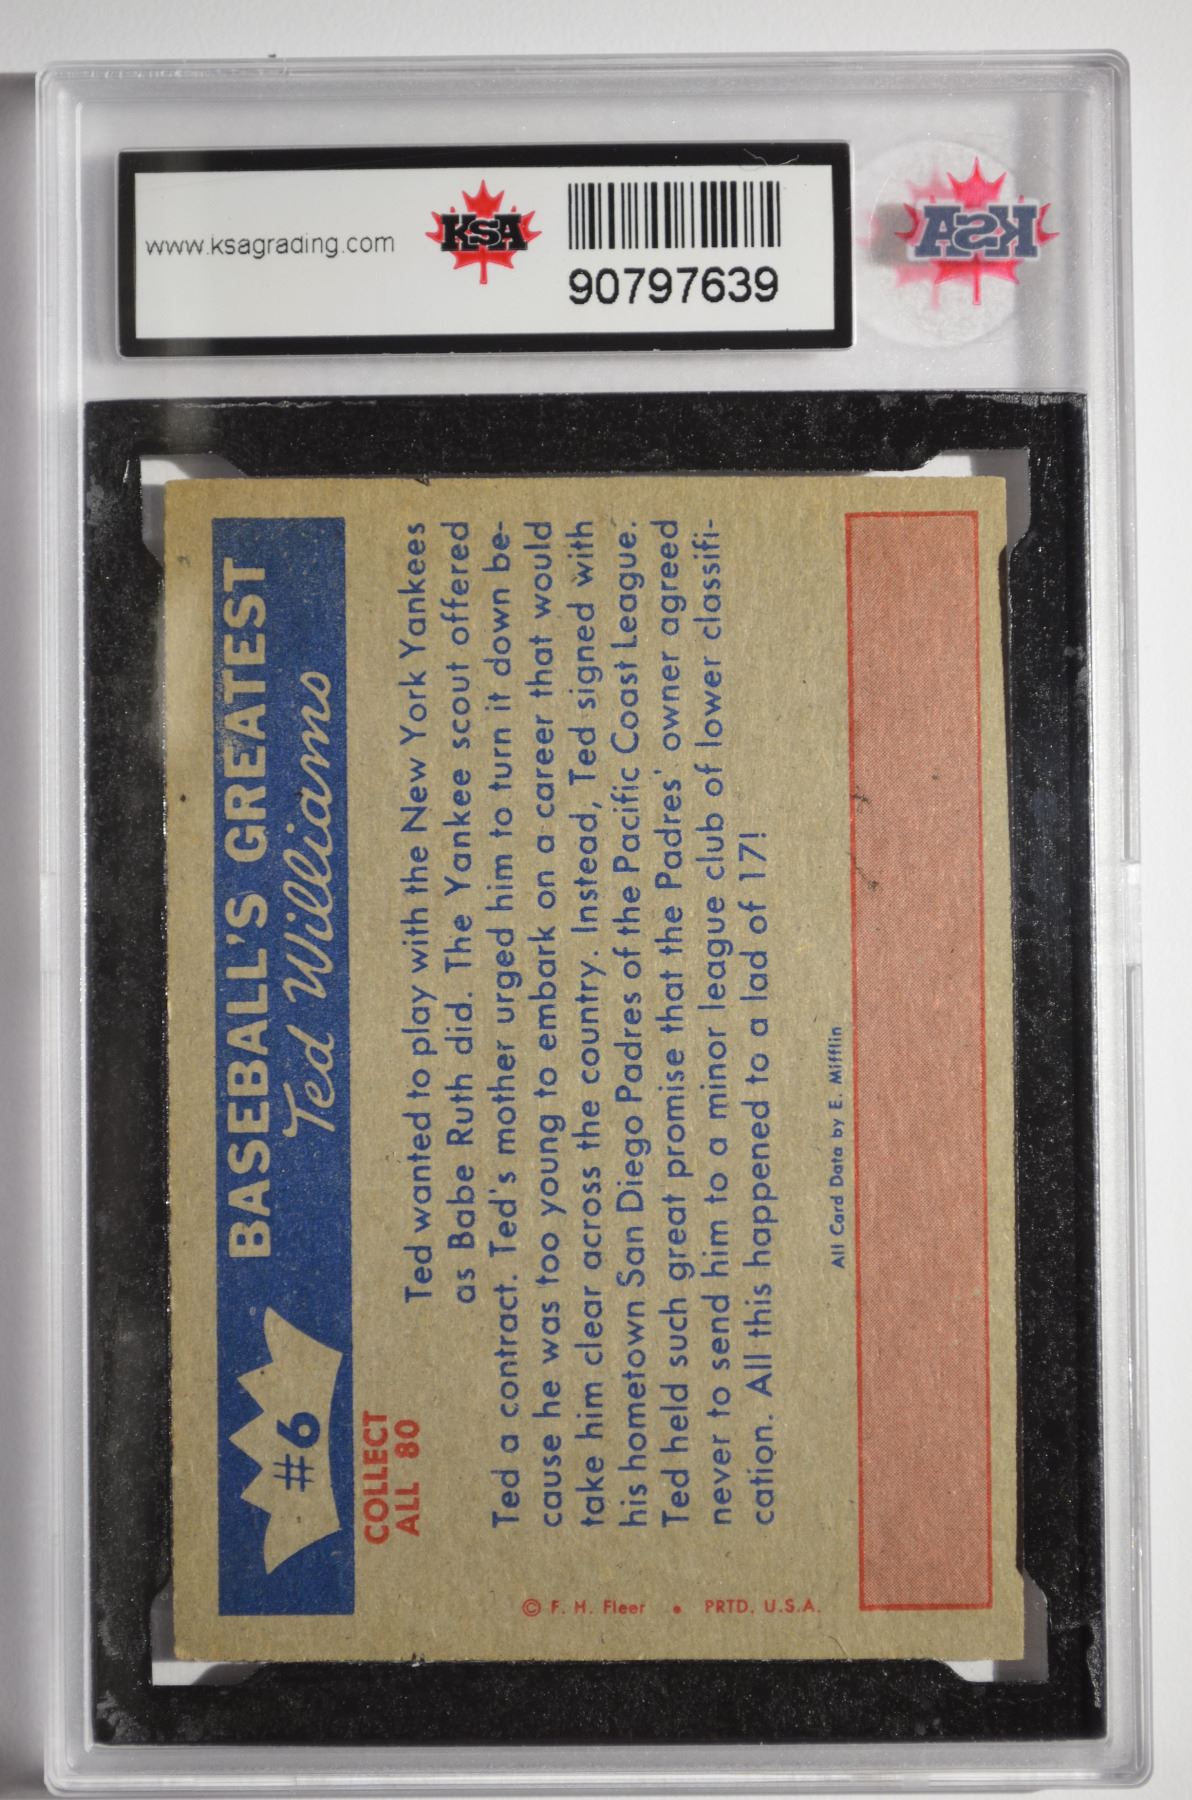 www.ksagrading.com
KSA
90797639
KSA
#6
BASEBALL'S GREATEST
Ted Williams
COLLECT
ALL 80
Ted wanted to play with the New York Yankees
as Babe Ruth did. The Yankee scout offered
Ted a contract. Ted's mother urged him to turn it down be-
cause he was too young to embark on a career that would
take him clear across the country. Instead, Ted signed with
his hometown San Diego Padres of the Pacific Coast League.
Ted held such great promise that the Padres' owner agreed
never to send him to a minor league club of lower classifi-
cation. All this happened to a lad of 17!
All Card Data by E. Mifflin
© F. H. Fleer • PRTD. U.S.A.